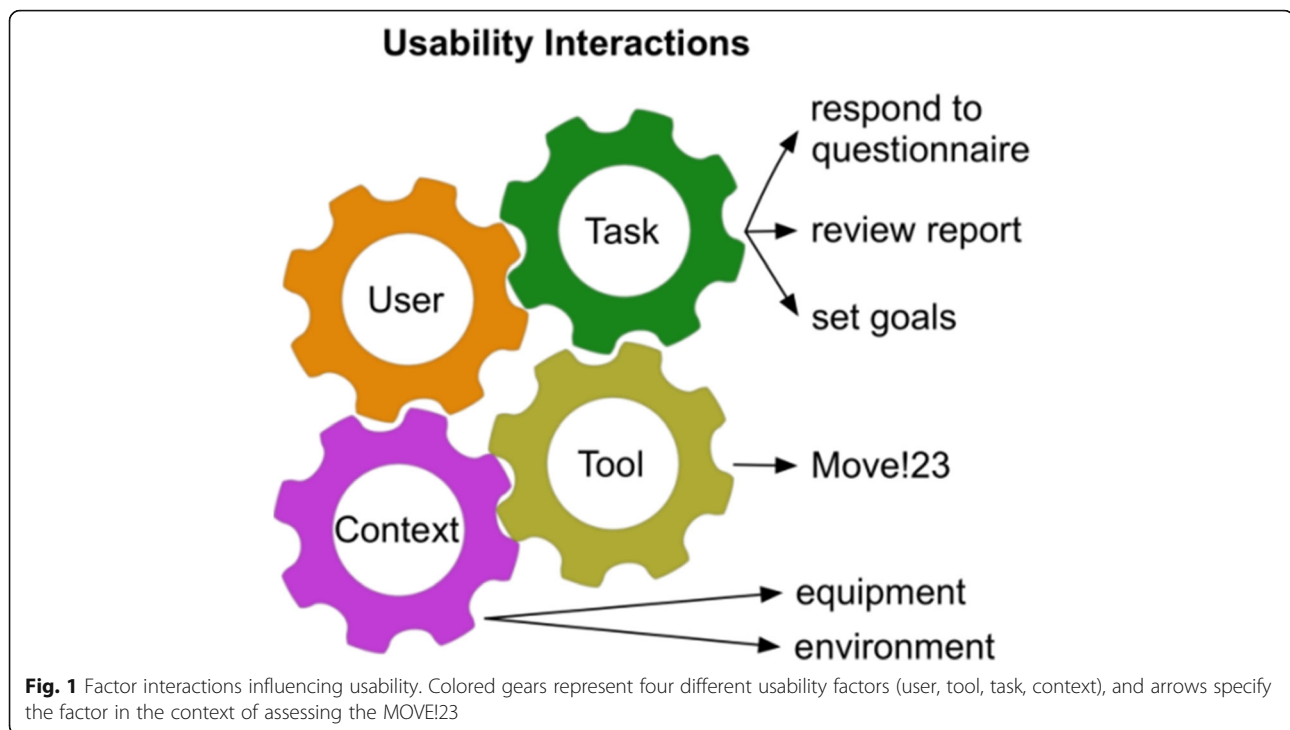 Usability Interactions
respond to
questionnaire
Task
review report
User
set goals
Tool
Move!23
Context
equipment
environment
Fig. 1 Factor interactions influencing usability. Colored gears represent four different usability factors (user, tool, task, context), and arrows specify
the factor in the context of assessing the MOVE!23